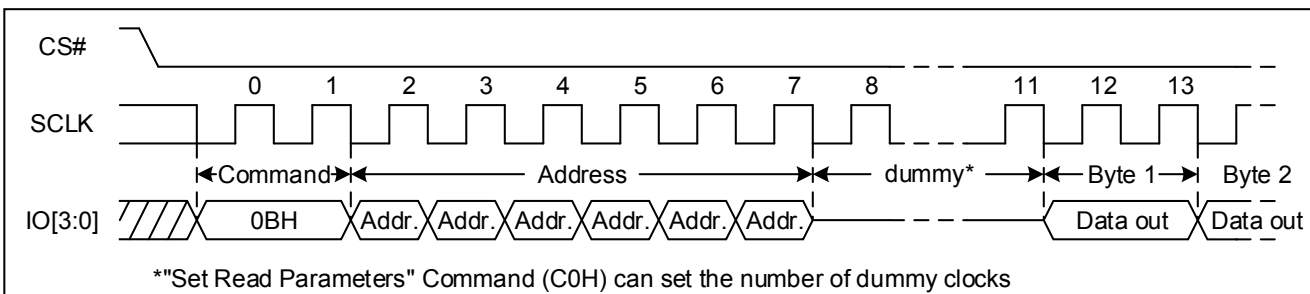 CS#
0 1 2 3 4 5 6 7 8 11 12 13
SCLK
Command Address dummy* Byte 1 Byte 2
IO[3:0] 0BH Addr. Addr. Addr. Addr. Addr. Addr. Data out Data out
*"Set Read Parameters" Command (C0H) can set the number of dummy clocks